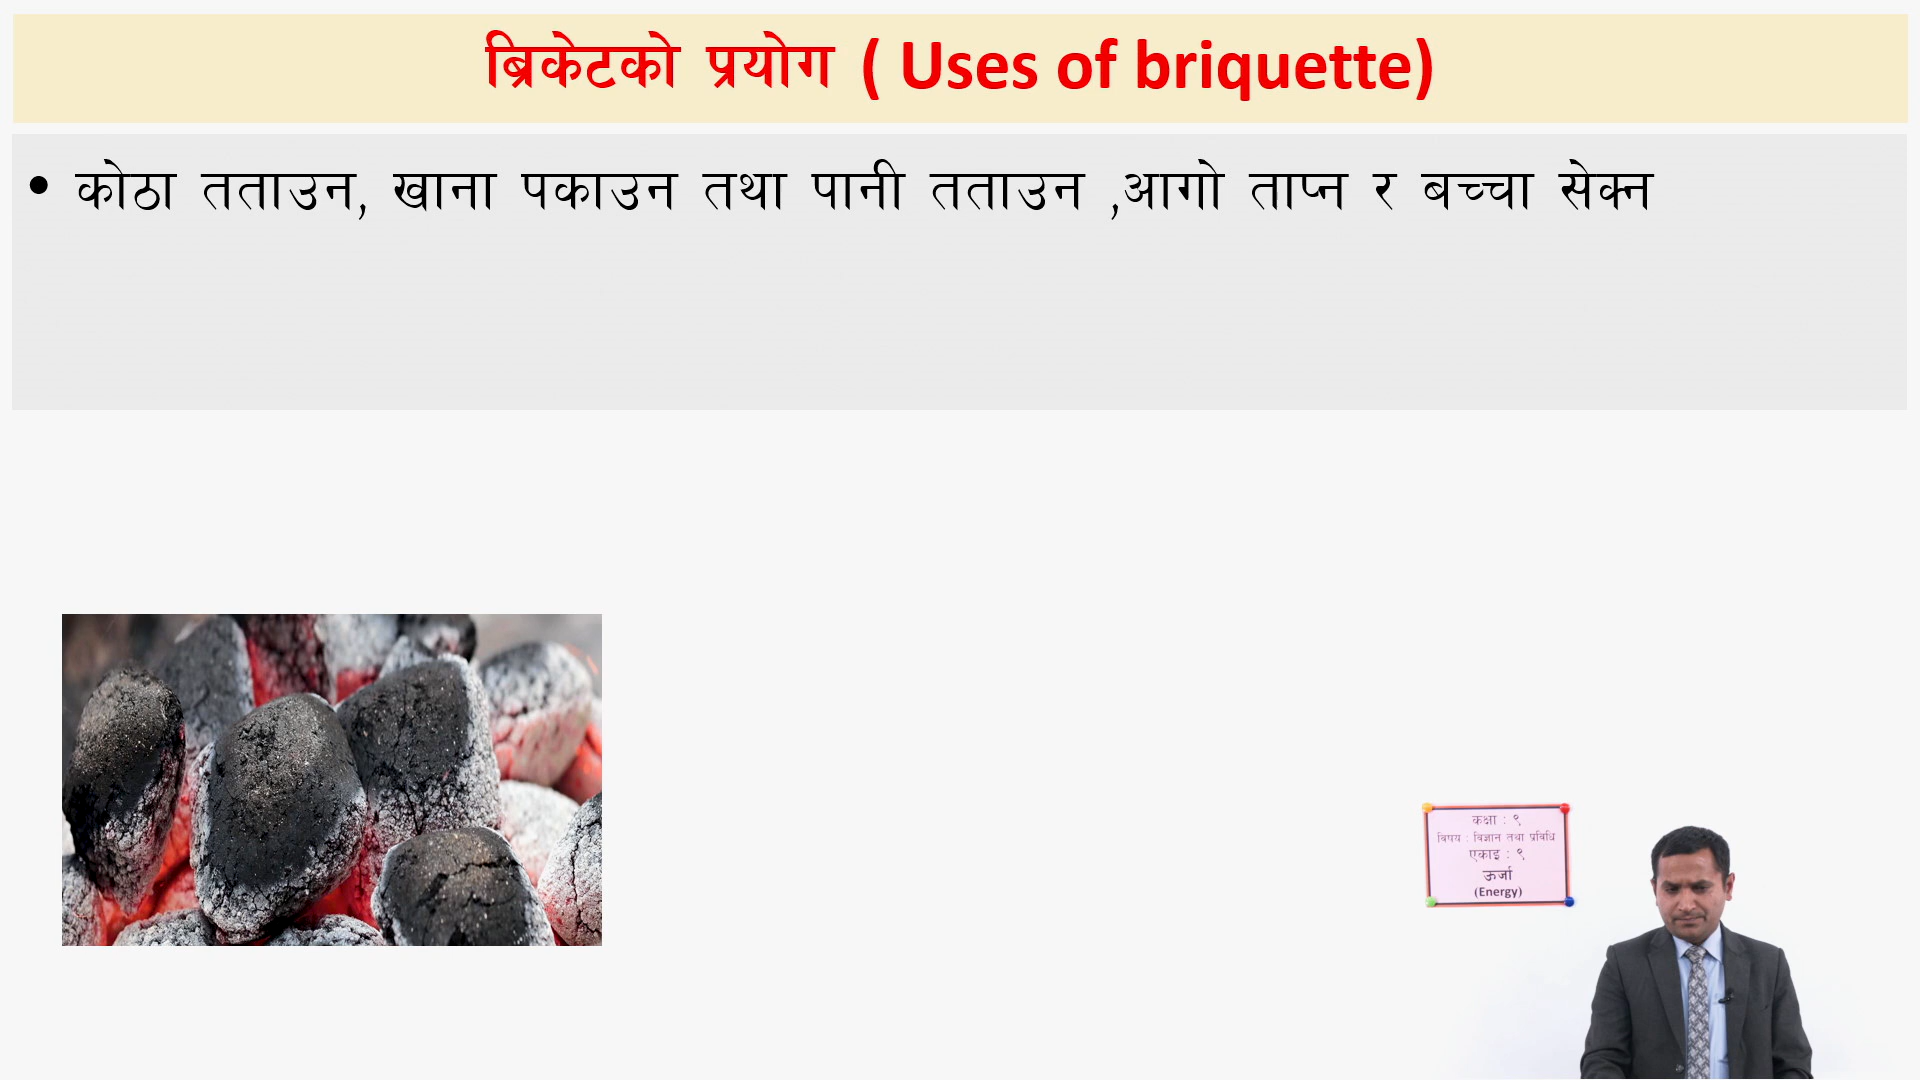 ब्रिकेटको प्रयोग ( Uses of briquette)
• कोठा तताउन, खाना पकाउन तथा पानी तताउन ,आगो ताप्न र बच्चा सेक्न
कक्षा : ९
विषय : विज्ञान तथा प्रविधि
एकाइ : ९
ऊर्जा
(Energy)